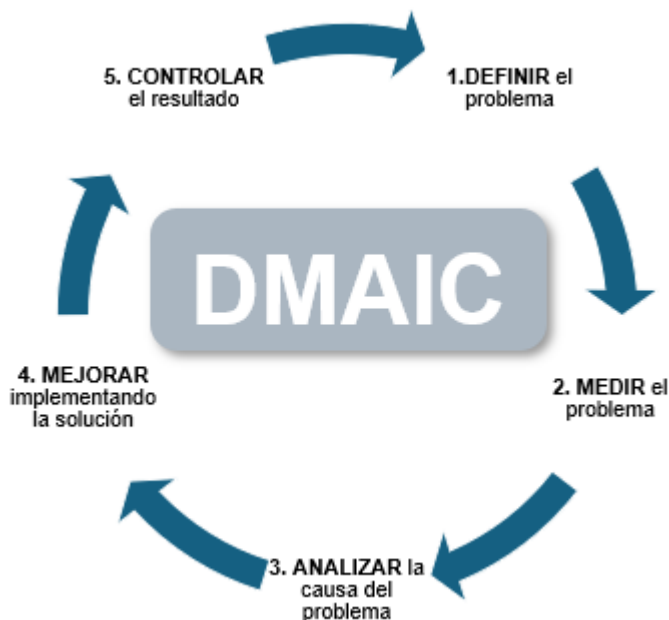 5. CONTROLAR
el resultado
1.DEFINIR el
problema
DMAIC
4. MEJORAR
implementando
la solución
2. MEDIR el
problema
3. ANALIZAR la
causa del
problema